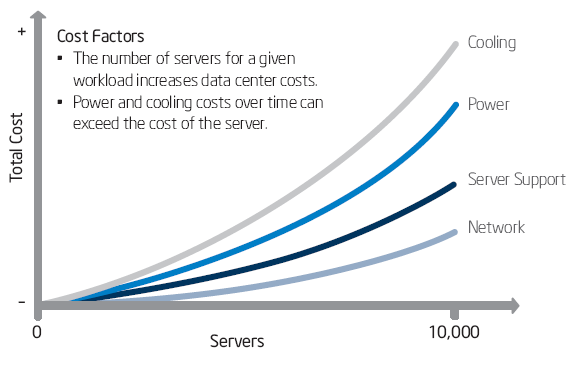 +
Cost Factors
▪ The number of servers for a given
workload increases data center costs.
▪ Power and cooling costs over time can
exceed the cost of the server.
Cooling
Power
Server Support
Network
Total Cost
–
0
10,000
Servers